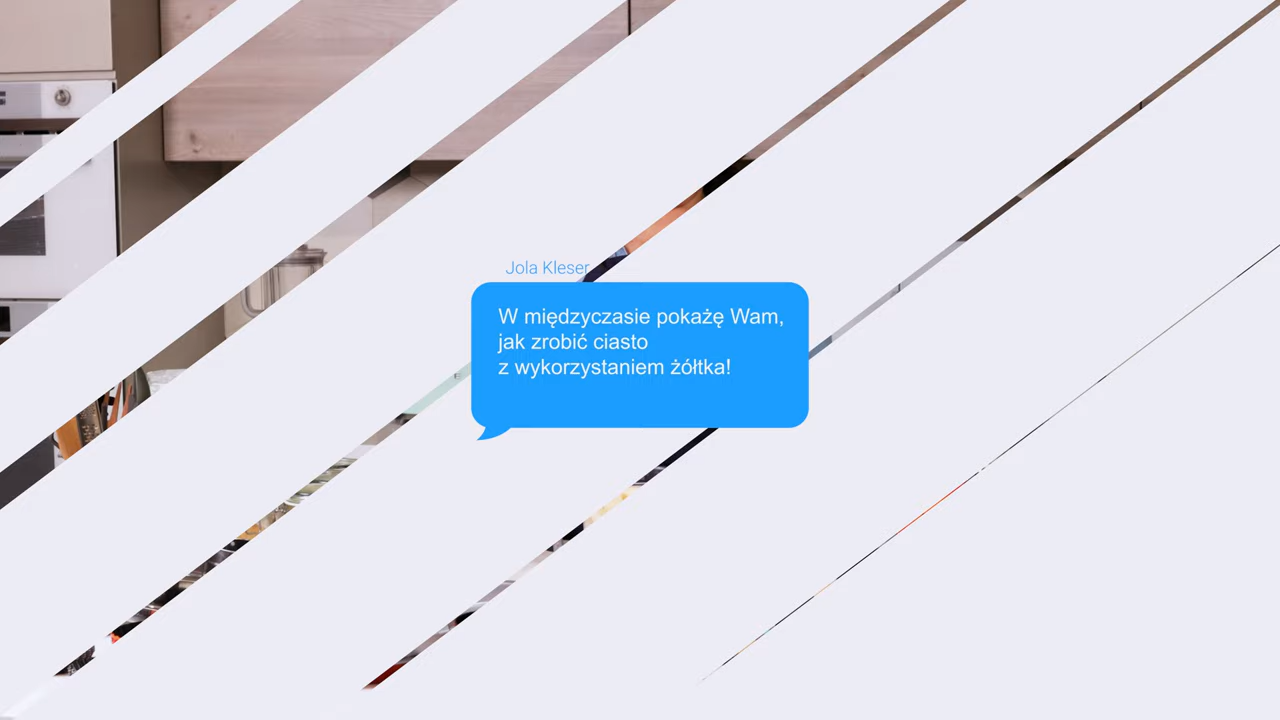 Jola Kleser
W międzyczasie pokażę Wam,
jak zrobić ciasto
z wykorzystaniem żółtka!